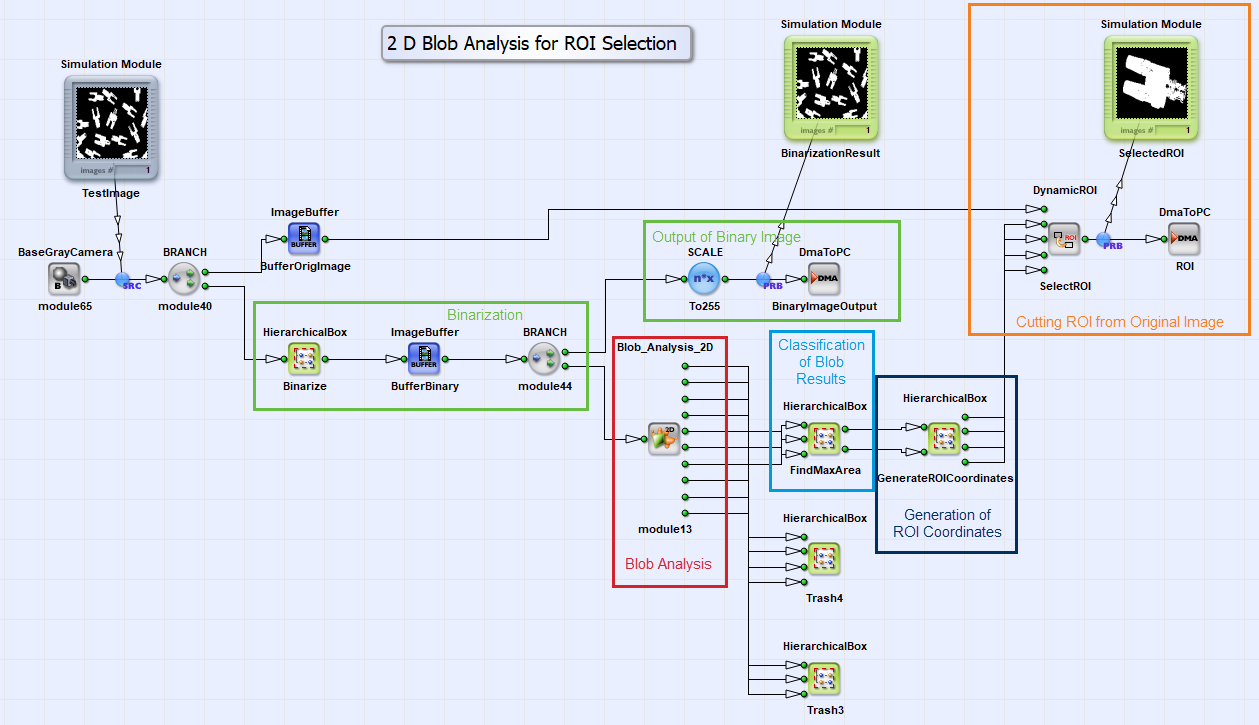 2 D Blob Analysis for ROI Selection
Simulation Module
Images # 1
TestImage
Simulation Module
Images # 1
BinarizationResult
Simulation Module
Images # 1
SelectedROI
BaseGrayCamera
B
module65
SRC
BRANCH
module40
ImageBuffer
BUFFER
BufferOrigImage
Binarization
HierarchicalBox
Binarize
ImageBuffer
BUFFER
BufferBinary
BRANCH
module44
Output of Binary Image
SCALE
n*x
To255
PRB
DmaToPC
DMA
BinaryImageOutput
DynamicROI
ROI
SelectROI
PRB
DmaToPC
DMA
ROI
Cutting ROI from Original Image
Blob_Analysis_2D
2D
module13
Blob Analysis
Classification
of Blob
Results
HierarchicalBox
FindMaxArea
HierarchicalBox
GenerateROICoordinates
Generation of
ROI Coordinates
HierarchicalBox
Trash4
HierarchicalBox
Trash3